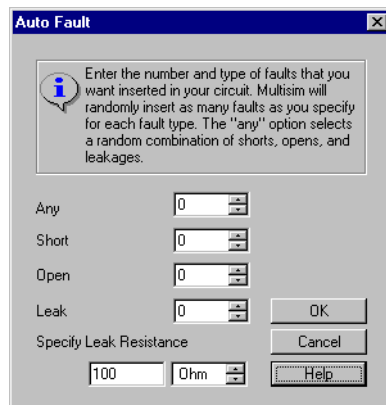 Auto Fault
Enter the number and type of faults that you
want inserted in your circuit. Multisim will
randomly insert as many faults as you specify
for each fault type. The "any" option selects
a random combination of shorts, opens, and
leakages.
Any 0
Short 0
Open 0
Leak 0 OK
Specify Leak Resistance Cancel
100 Ohm Help